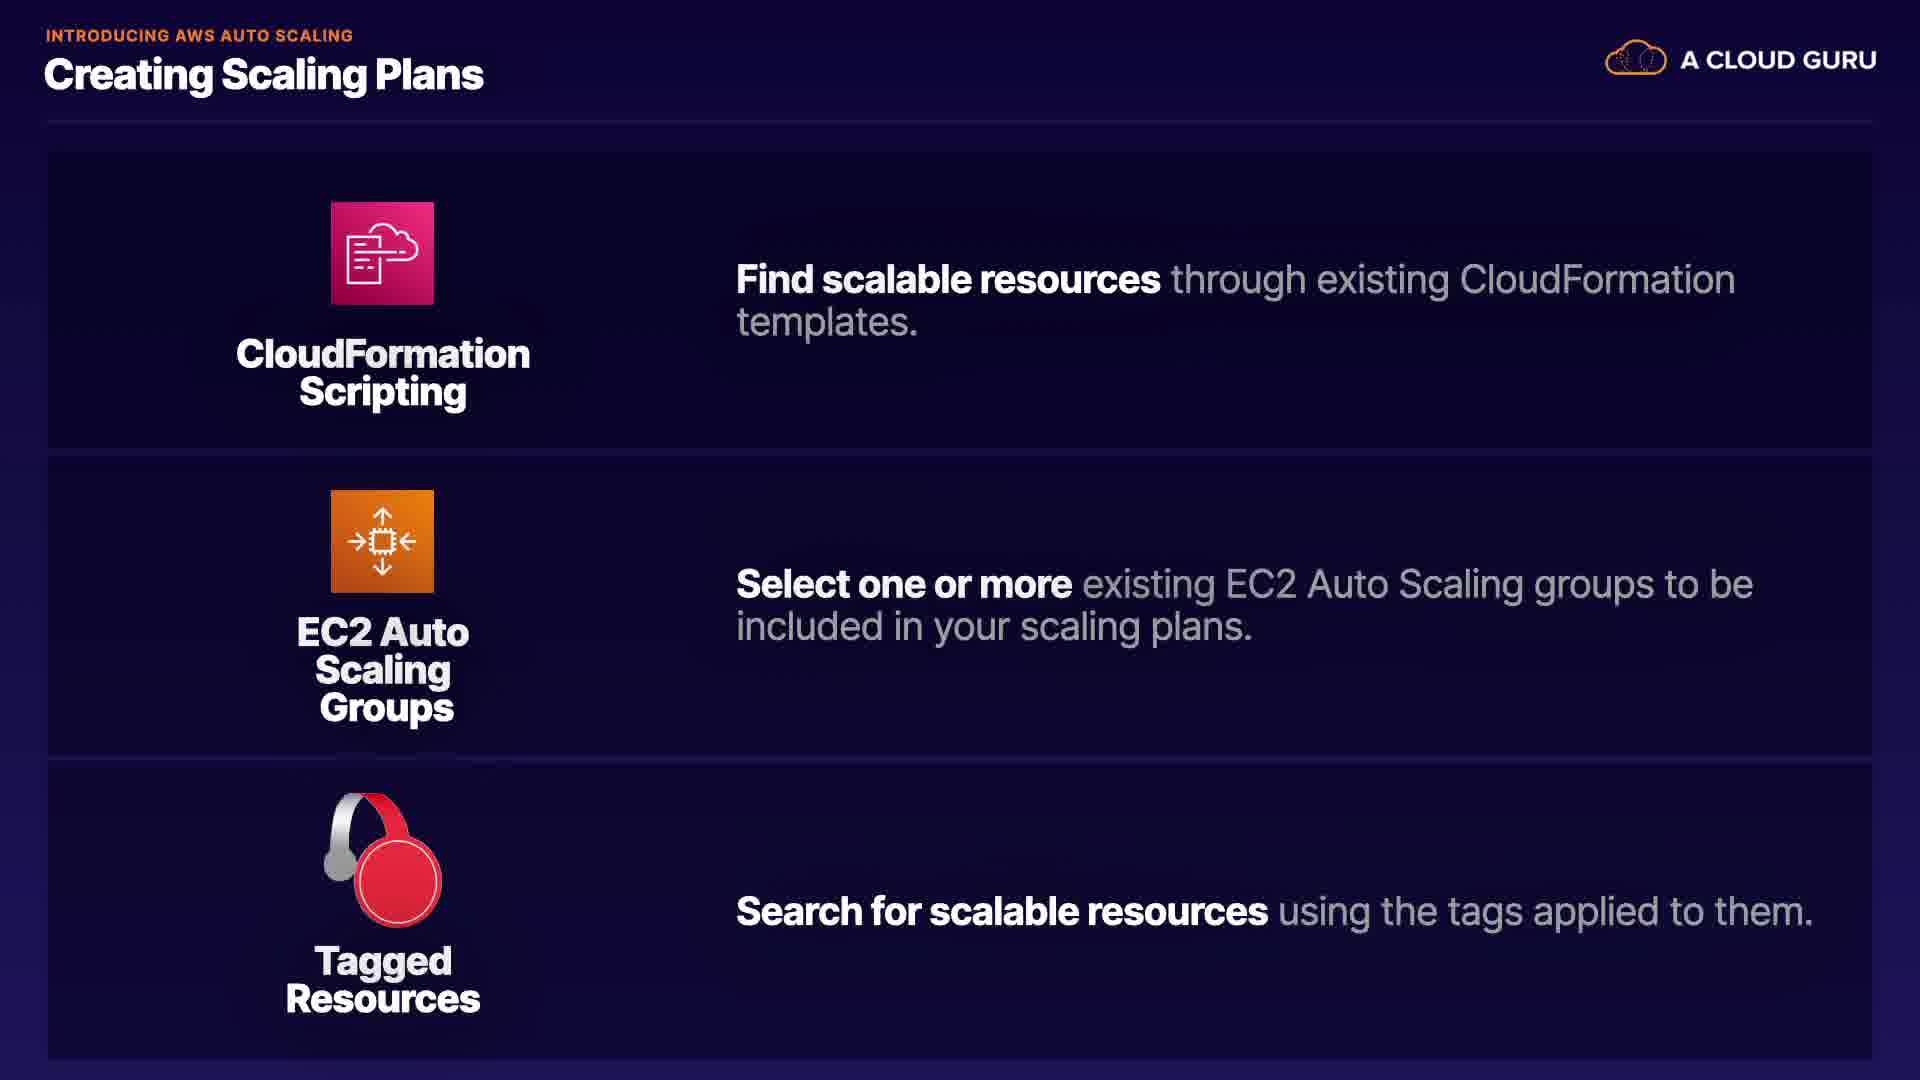 INTRODUCING AWS AUTO SCALING
Creating Scaling Plans
A CLOUD GURU
CloudFormation
Scripting
Find scalable resources through existing CloudFormation
templates.
EC2 Auto
Scaling
Groups
Select one or more existing EC2 Auto Scaling groups to be
included in your scaling plans.
Tagged
Resources
Search for scalable resources using the tags applied to them.